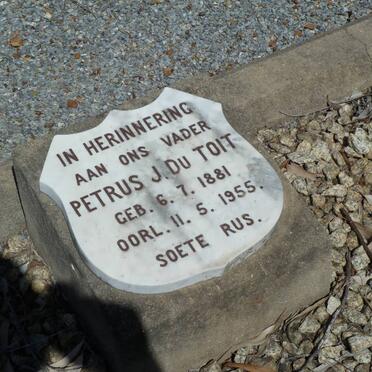 IN HERINNERING
AAN ONS VADER
PETRUS J. DU TOIT
GEB. 6. 7. 1881
OORL. 11. 5. 1955.
SOETE RUS.